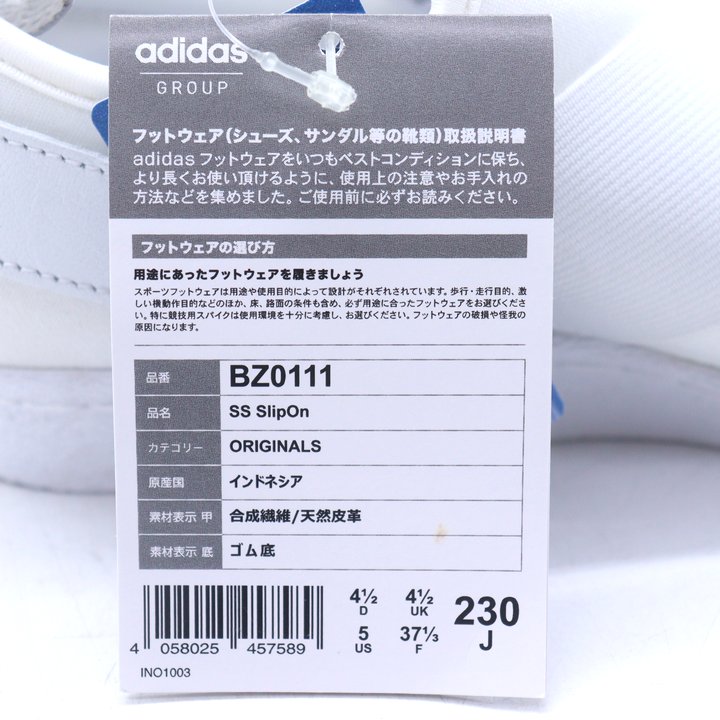 adidas
GROUP
フットウェア(シューズ、サンダル等の靴類)取扱説明書
adidas フットウェアをいつもベストコンディションに保ち、
より長くお使い頂けるように、使用上の注意やお手入れの
方法などを集めました。ご使用前に必ずお読みください。
フットウェアの選び方
用途にあったフットウェアを履きましょう
スポーツフットウェアは用途や使用目的によって設計がそれぞれされています。歩行・走行目的、激
しい横動作目的などのほか、床、路面の条件も含め、必ず用途に合ったフットウェアをお選びくださ
い。特に競技用スパイクは使用環境を十分に考慮し、お選びください。フットウェアの破損や怪我の
原因になります。
品番 BZ0111
品名 SS SlipOn
カテゴリー ORIGINALS
原産国 インドネシア
素材表示 甲 合成繊維/天然皮革
素材表示 底 ゴム底
4½ 4½ 230
D UK J
5 37⅓
US F
4 058025 457589
INO1003